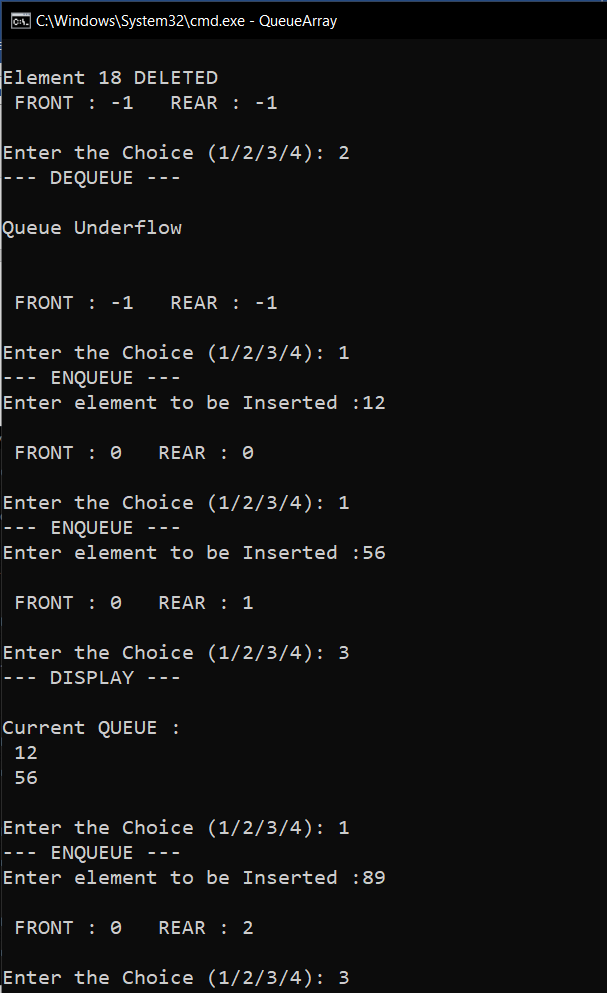 C:\Windows\System32\cmd.exe - QueueArray
Element 18 DELETED
FRONT : -1   REAR : -1
Enter the Choice (1/2/3/4): 2
--- DEQUEUE ---
Queue Underflow
FRONT : -1   REAR : -1
Enter the Choice (1/2/3/4): 1
--- ENQUEUE ---
Enter element to be Inserted :12
FRONT : 0   REAR : 0
Enter the Choice (1/2/3/4): 1
--- ENQUEUE ---
Enter element to be Inserted :56
FRONT : 0   REAR : 1
Enter the Choice (1/2/3/4): 3
--- DISPLAY ---
Current QUEUE :
12
56
Enter the Choice (1/2/3/4): 1
--- ENQUEUE ---
Enter element to be Inserted :89
FRONT : 0   REAR : 2
Enter the Choice (1/2/3/4): 3